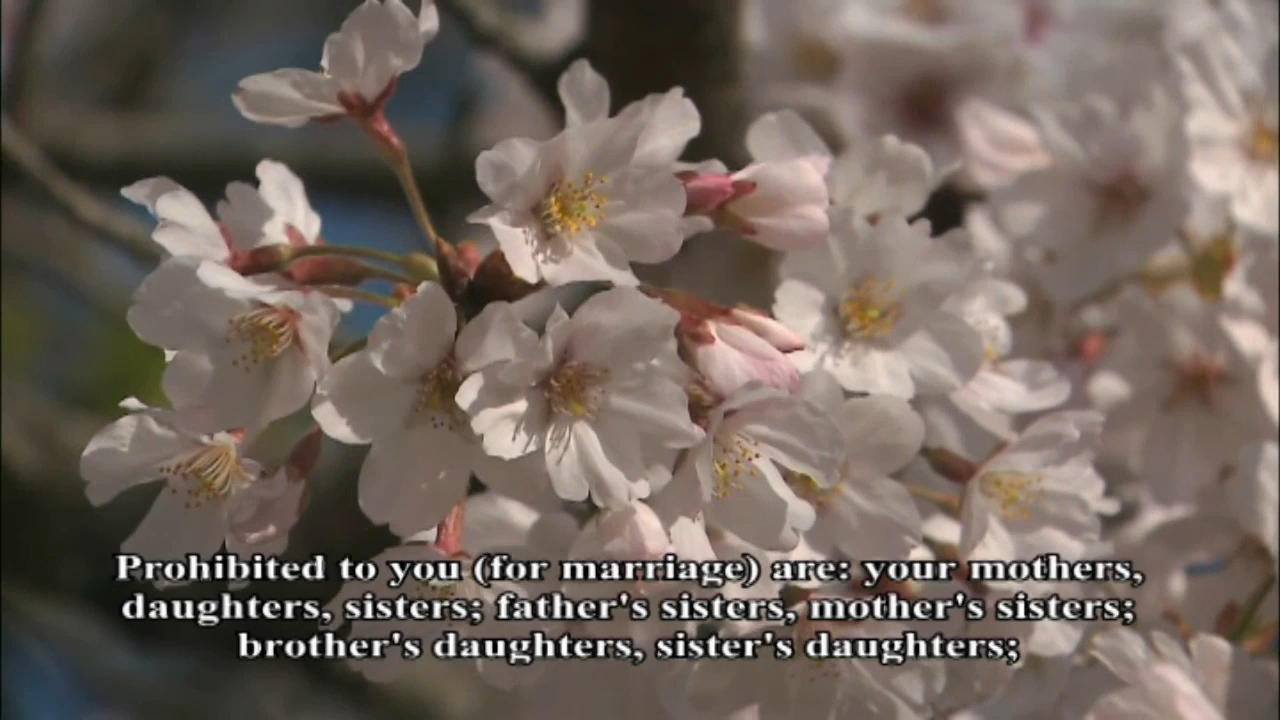 Prohibited to you (for marriage) are: your mothers,
daughters, sisters; father's sisters, mother's sisters;
brother's daughters, sister's daughters;